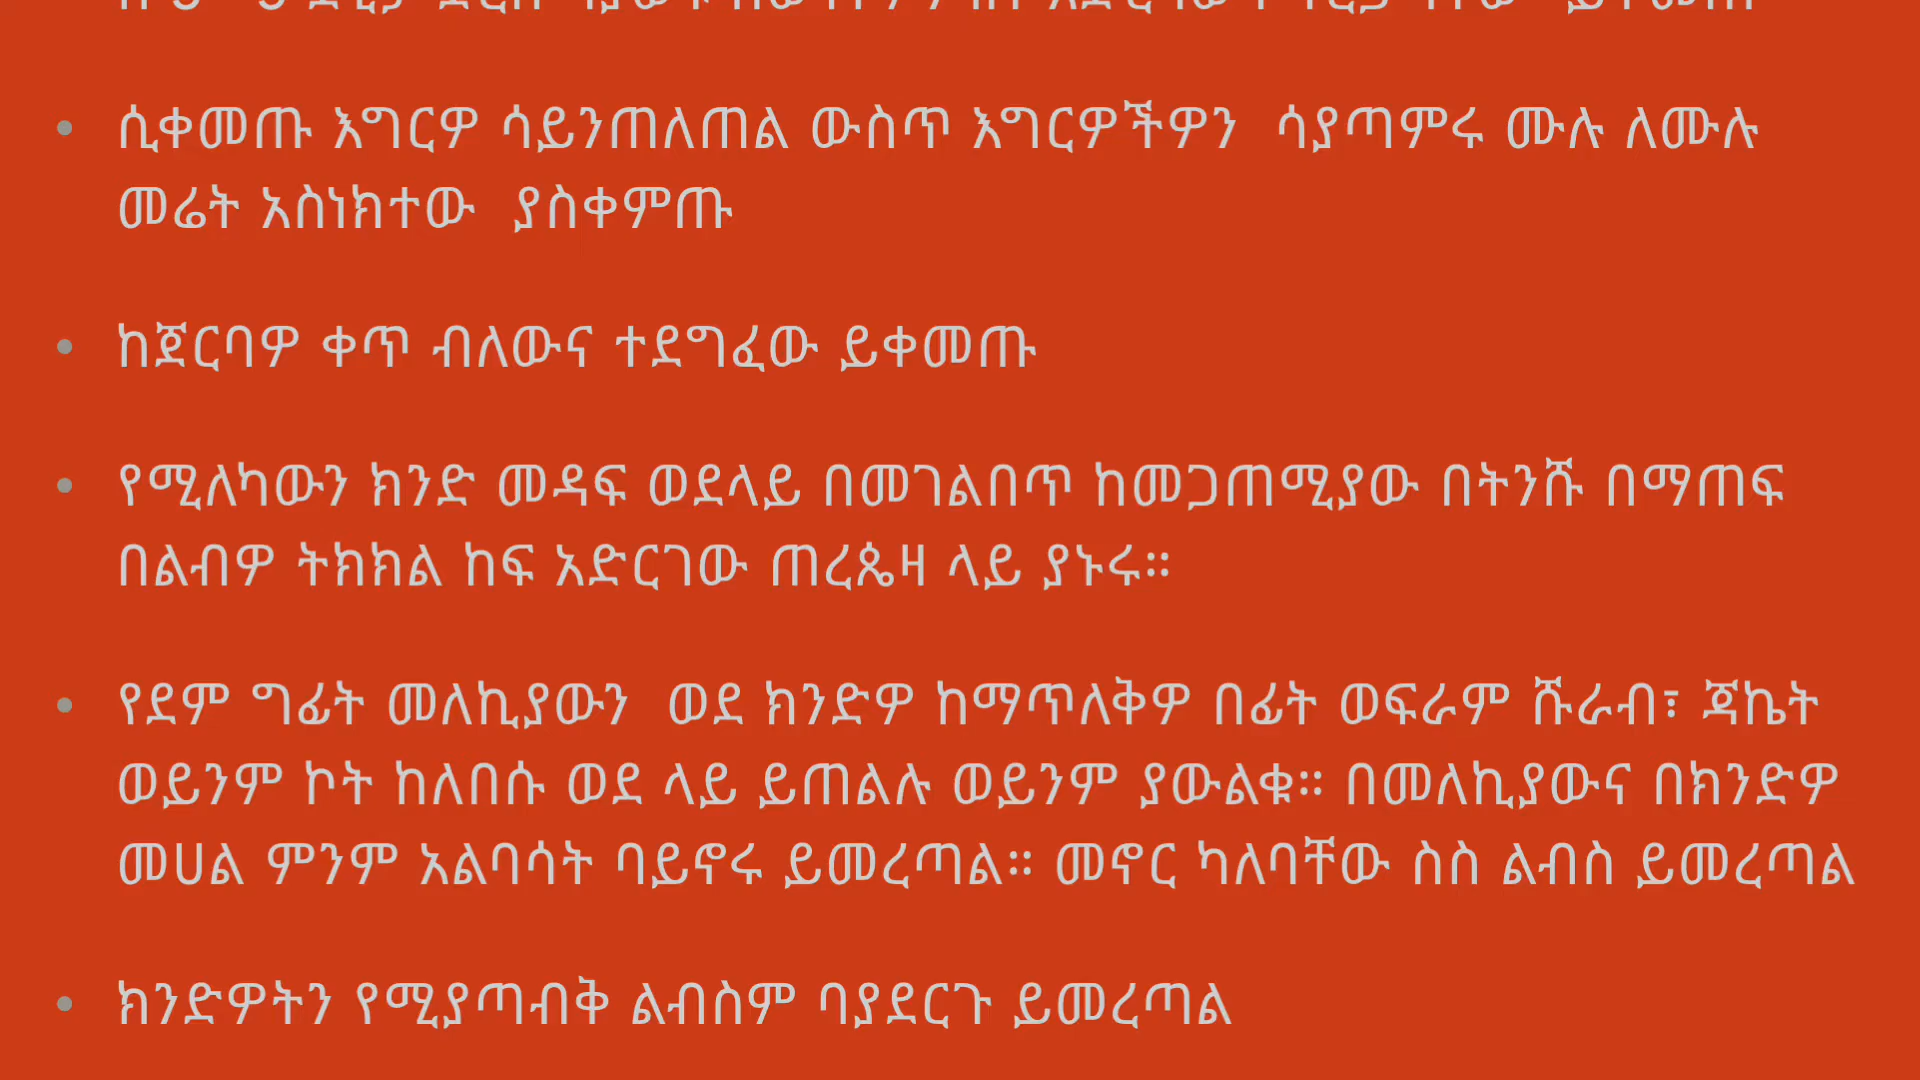 • ሲቀመጡ እግርዎ ሳይንጠለጠል ውስጥ እግርዎችዎን ሳያጣምሩ ሙሉ ለሙሉ
መሬት አስነክተው ያስቀምጡ
• ከጀርባዎ ቀጥ ብለውና ተደግፈው ይቀመጡ
• የሚለካውን ክንድ መዳፍ ወደላይ በመገልበጥ ከመጋጠሚያው በትንሹ በማጠፍ
በልብዎ ትክክል ከፍ አድርገው ጠረጴዛ ላይ ያኑሩ።
• የደም ግፊት መለኪያውን ወደ ክንድዎ ከማጥለቅዎ በፊት ወፍራም ሹራብ፣ ጃኬት
ወይንም ኮት ከለበሱ ወደ ላይ ይጠልሉ ወይንም ያውልቁ። በመለኪያውና በክንድዎ
መሀል ምንም አልባሳት ባይኖሩ ይመረጣል። መኖር ካለባቸው ስስ ልብስ ይመረጣል
• ክንድዎትን የሚያጣብቅ ልብስም ባያደርጉ ይመረጣል